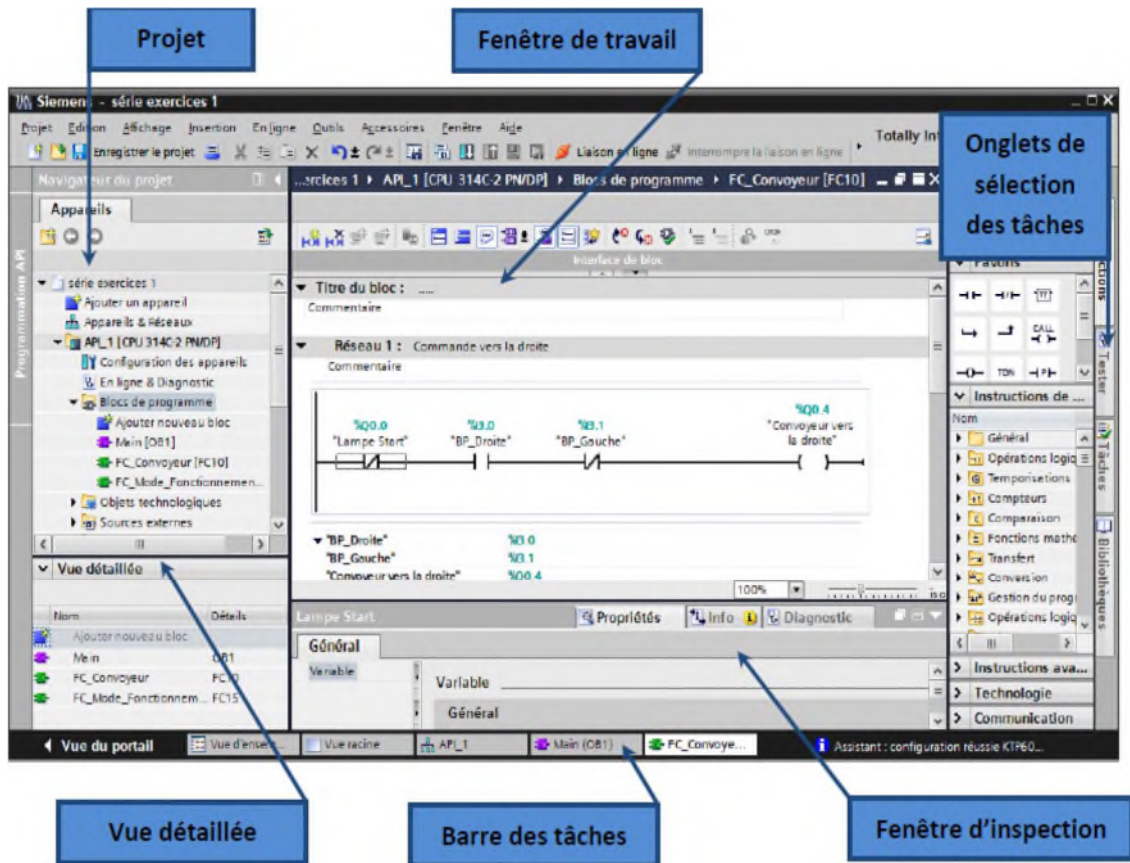 Projet
Fenêtre de travail
Siemens - série exercices 1
Projet Edition Affichage Insertion En ligne Outils Accessoires Fenêtre Aide
Totally Int
Enregistrer le projet
Liaison en ligne
Interrompre la liaison en ligne
Onglets de
sélection
des tâches
Navigateur du projet
...ercices 1 API_1 [CPU 314C-2 PN/DP] Blocs de programme FC_Convoyeur [FC10]
Appareils
Interface de bloc
Programmation API
série exercices 1
Ajouter un appareil
Appareils & Réseaux
API_1 [CPU 314C-2 PN/DP]
Configuration des appareils
En ligne & Diagnostic
Blocs de programme
Ajouter nouveau bloc
Main [OB1]
FC_Convoyeur [FC10]
FC_Mode_Fonctionnemen...
Objets technologiques
Sources externes
Titre du bloc : .....
Commentaire
Réseau 1 : Commande vers la droite
Commentaire
%Q0.0
"Lampe Start"
%I3.0
"BP_Droite"
%I3.1
"BP_Gauche"
%Q0.4
"Convoyeur vers
la droite"
"BP_Droite" %I3.0
"BP_Gauche" %I3.1
"Convoyeur vers la droite" %Q0.4
100%
Favoris
??
CALL
TON
P
Instructions de ...
Nom
Général
Opérations logiq
Temporisations
Compteurs
Comparaison
Fonctions mathé
Transfert
Conversion
Gestion du progr
Opérations logiq
Instructions ava...
Technologie
Communication
Tester
Tâches
Bibliothèques
Vue détaillée
Nom Détails
Ajouter nouveau bloc
Main OB1
FC_Convoyeur FC10
FC_Mode_Fonctionnem... FC15
Lampe Start
Propriétés
Info
Diagnostic
Général
Variable
Variable
Général
Vue du portail
Vue d'ensem...
Vue racine
API_1
Main (OB1)
FC_Convoye...
Assistant : configuration réussie KTP60...
Vue détaillée
Barre des tâches
Fenêtre d'inspection